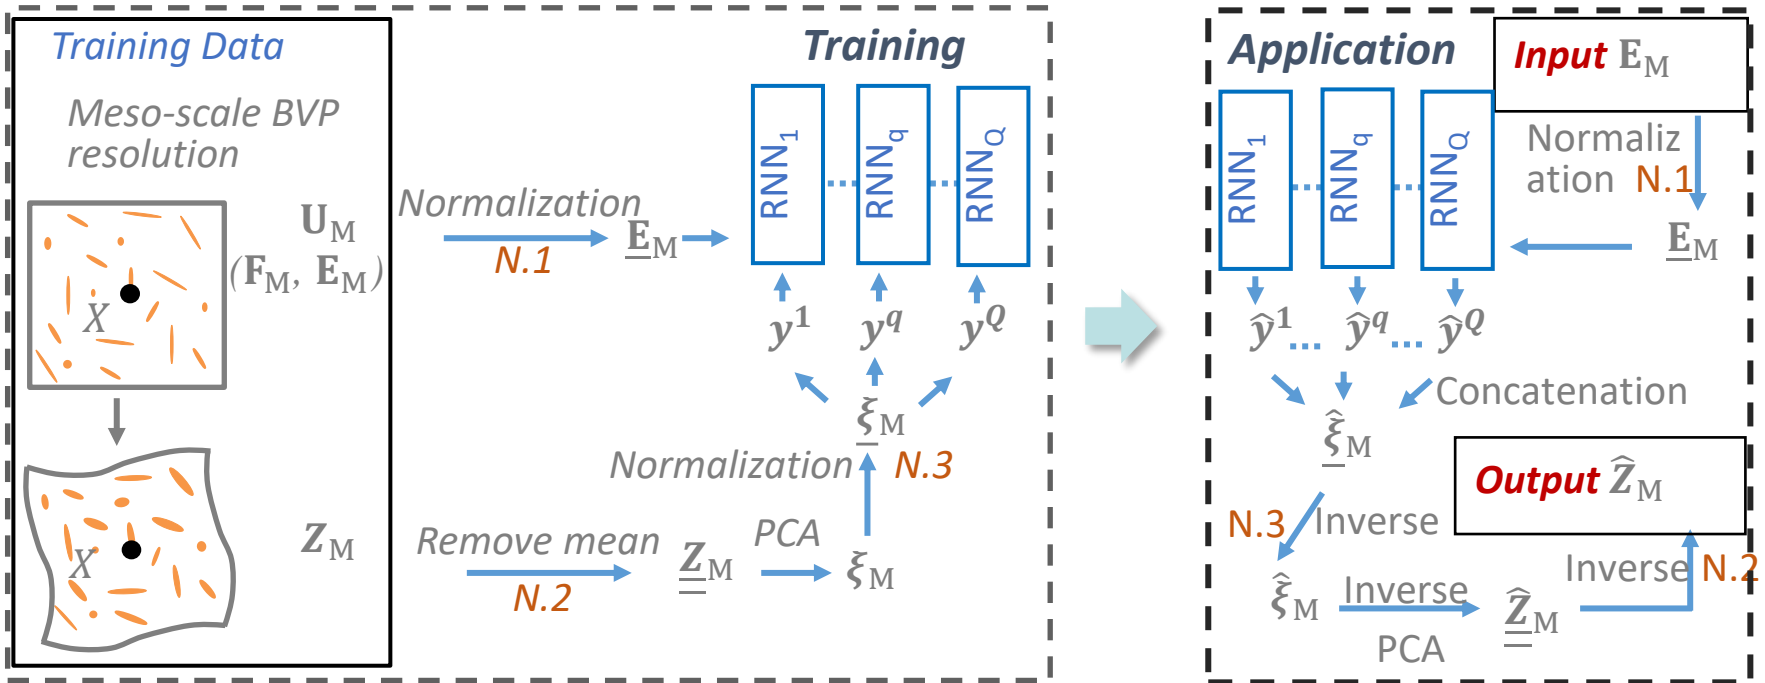 Training Data
Meso-scale BVP
resolution
U_M
(F_M, E_M)
X
Z_M
X
Training
RNN_1
RNN_q
RNN_Q
Normalization
N.1
E_M
y^1
y^q
y^Q
ξ_M
Normalization
N.3
Remove mean
N.2
Z_M
PCA
ξ_M
Application
Input E_M
RNN_1
RNN_q
RNN_Q
Normaliz
ation N.1
E_M
ŷ^1
ŷ^q
ŷ^Q
Concatenation
ξ̂_M
Output Ẑ_M
N.3
Inverse
ξ̂_M
Inverse
PCA
Ẑ_M
Inverse N.2